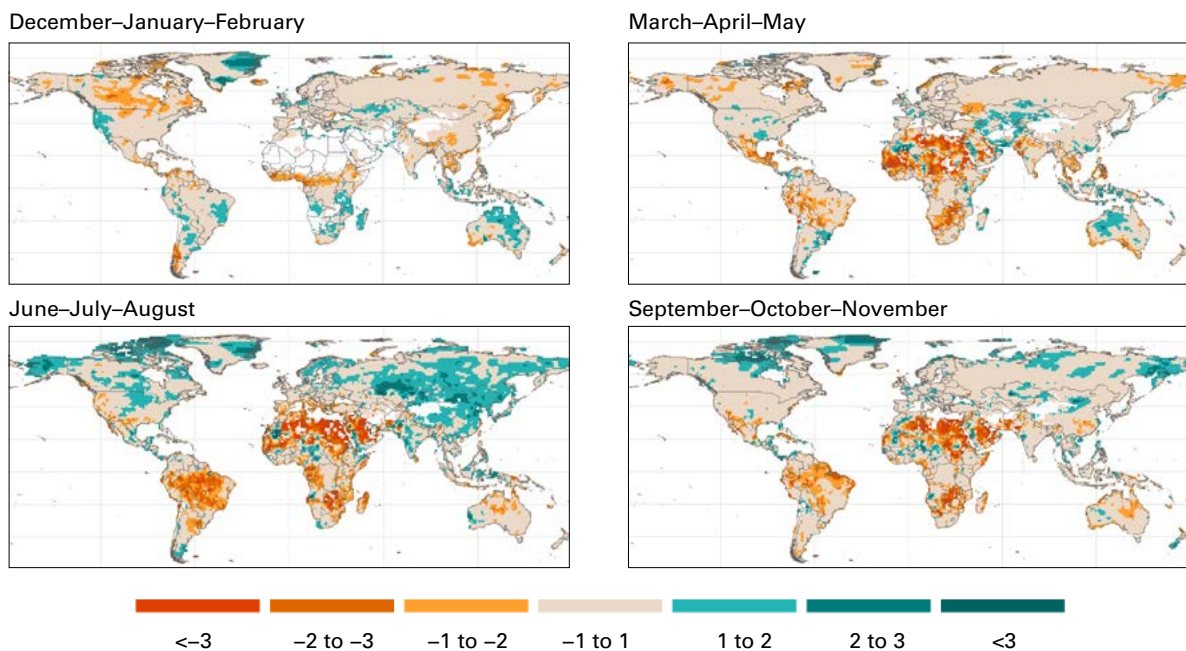 December–January–February
March–April–May
June–July–August
September–October–November
<–3
–2 to –3
–1 to –2
–1 to 1
1 to 2
2 to 3
<3